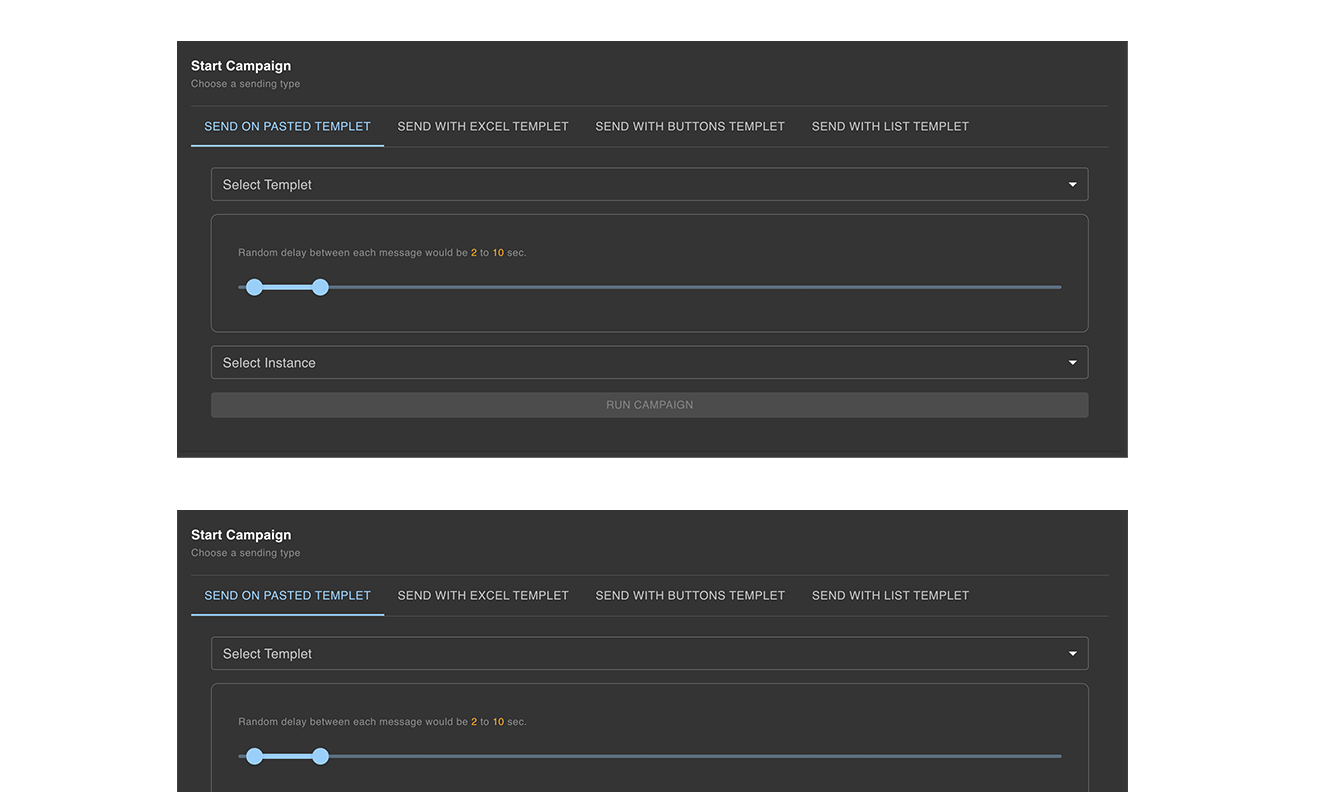 Start Campaign
Choose a sending type
SEND ON PASTED TEMPLET SEND WITH EXCEL TEMPLET SEND WITH BUTTONS TEMPLET SEND WITH LIST TEMPLET
Select Templet
Random delay between each message would be 2 to 10 sec.
Select Instance
RUN CAMPAIGN
Start Campaign
Choose a sending type
SEND ON PASTED TEMPLET SEND WITH EXCEL TEMPLET SEND WITH BUTTONS TEMPLET SEND WITH LIST TEMPLET
Select Templet
Random delay between each message would be 2 to 10 sec.